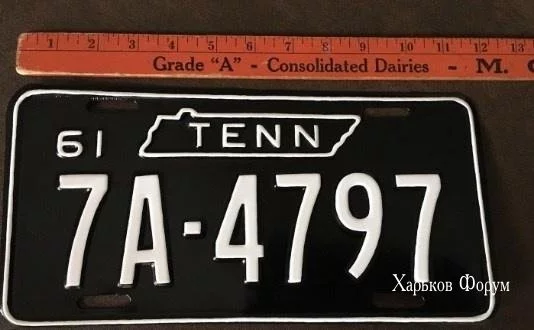 1 2 3 4 5 6 7 8 9 10 11 12 13
Grade "A" - Consolidated Dairies - M.
61 TENN
7A-4797
Харьков Форум